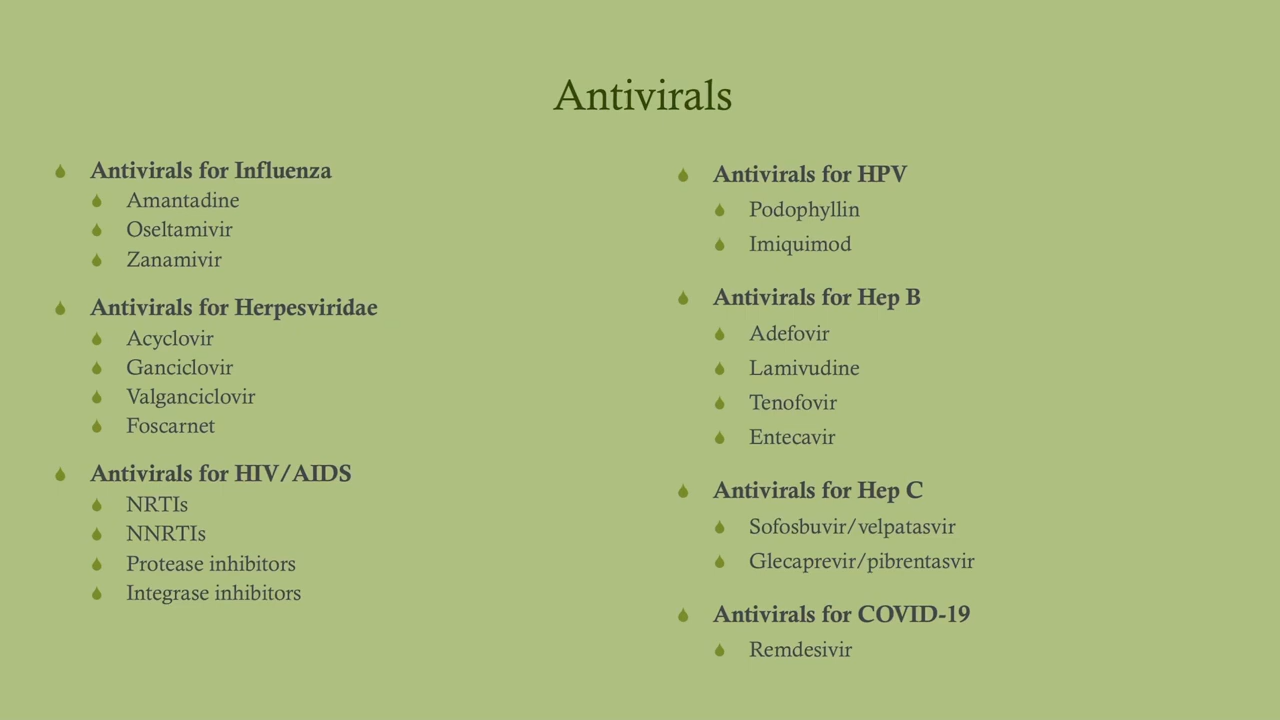 Antivirals
Antivirals for Influenza
Amantadine
Oseltamivir
Zanamivir
Antivirals for Herpesviridae
Acyclovir
Ganciclovir
Valganciclovir
Foscarnet
Antivirals for HIV/AIDS
NRTIs
NNRTIs
Protease inhibitors
Integrase inhibitors
Antivirals for HPV
Podophyllin
Imiquimod
Antivirals for Hep B
Adefovir
Lamivudine
Tenofovir
Entecavir
Antivirals for Hep C
Sofosbuvir/velpatasvir
Glecaprevir/pibrentasvir
Antivirals for COVID-19
Remdesivir